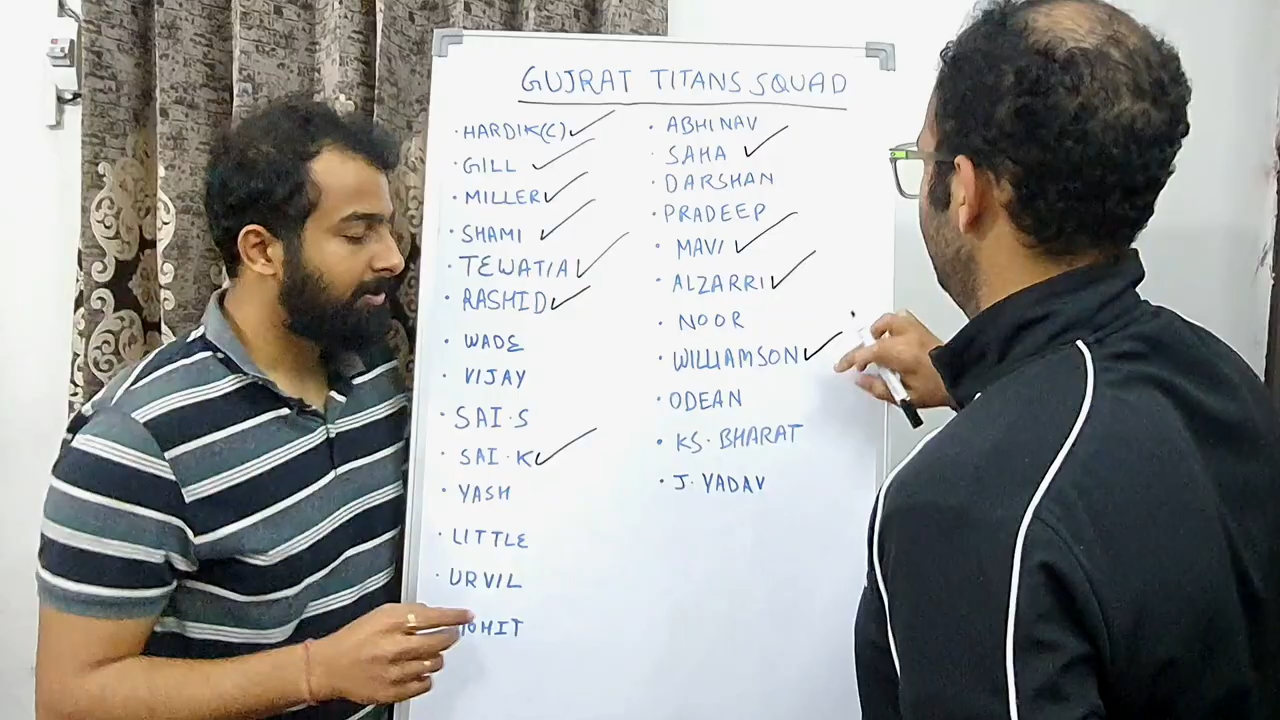 GUJRAT TITANS SQUAD
· HARDIK(C) ✓
· GILL ✓
· MILLER ✓
· SHAMI ✓
· TEWATIA ✓
· RASHID ✓
· WADE
· VIJAY
· SAI·S
· SAI·K ✓
· YASH
· LITTLE
· URVIL
· ABHINAV
· SAHA ✓
· DARSHAN
· PRADEEP
· MAVI ✓
· ALZARRI ✓
· NOOR
· WILLIAMSON ✓
· ODEAN
· KS·BHARAT
· J·YADAV